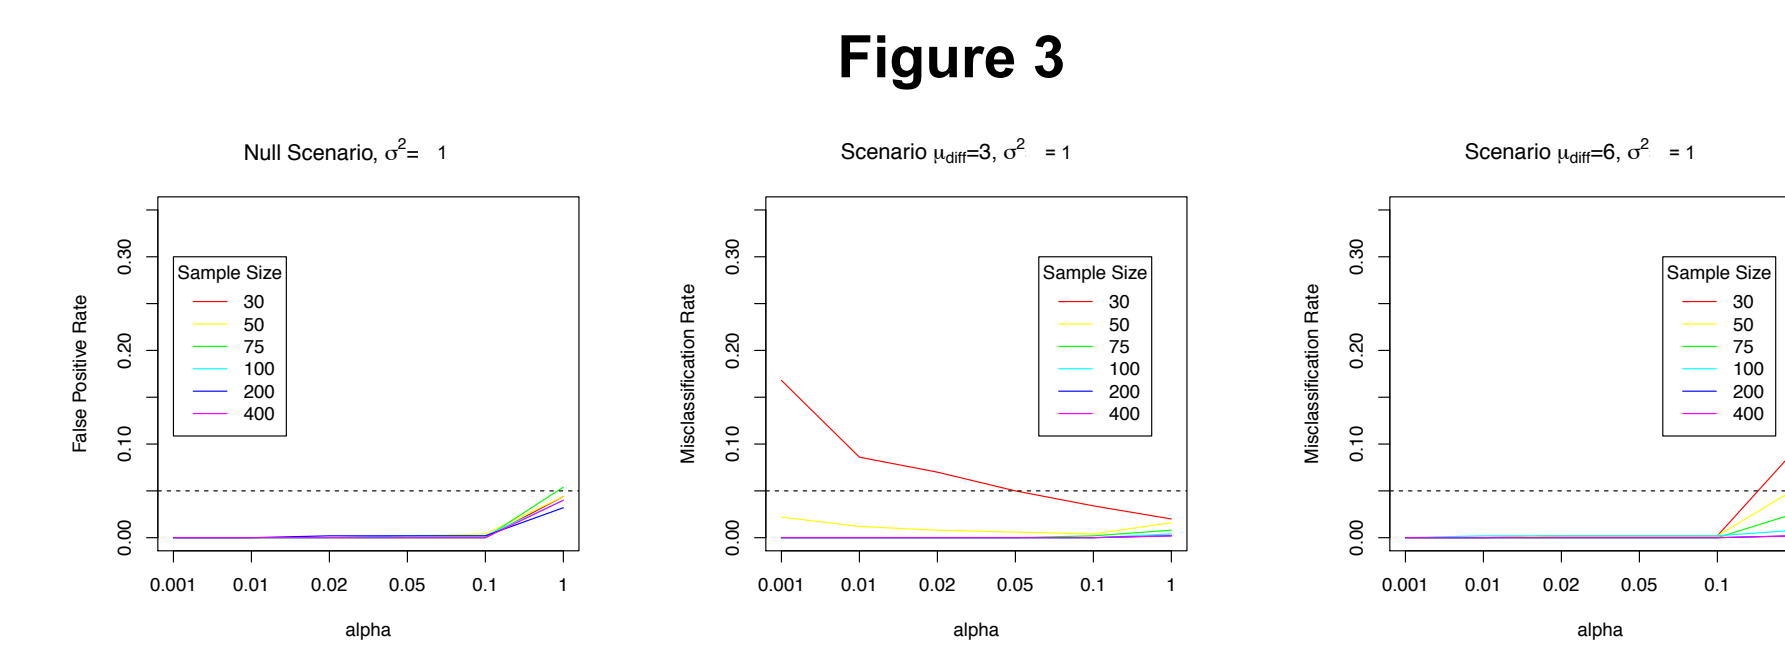 Figure 3
Null Scenario, σ2= 1
False Positive Rate
0.30
0.20
0.10
0.00
Sample Size
30
50
75
100
200
400
0.001 0.01 0.02 0.05 0.1 1
alpha
Scenario μdiff=3, σ2 = 1
Misclassification Rate
0.30
0.20
0.10
0.00
Sample Size
30
50
75
100
200
400
0.001 0.01 0.02 0.05 0.1 1
alpha
Scenario μdiff=6, σ2 = 1
Misclassification Rate
0.30
0.20
0.10
0.00
Sample Size
30
50
75
100
200
400
0.001 0.01 0.02 0.05 0.1
alpha